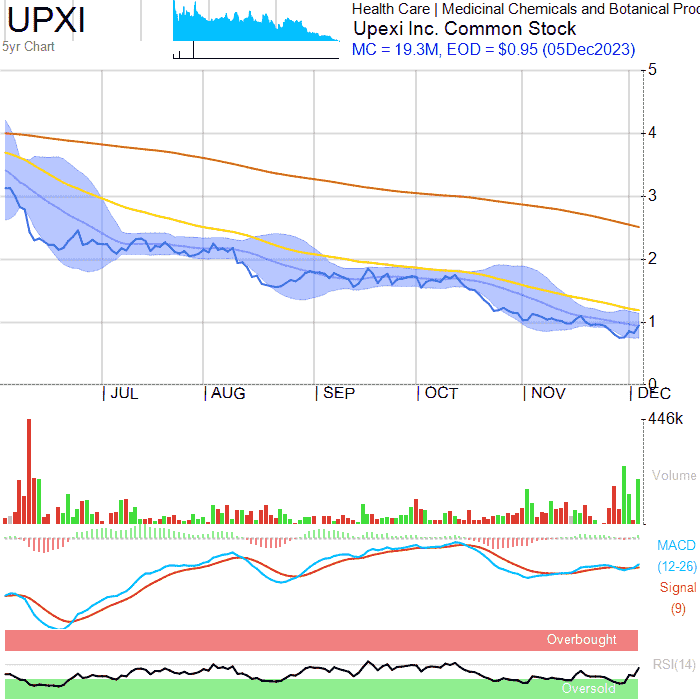 UPXI
5yr Chart
Health Care | Medicinal Chemicals and Botanical Prod
Upexi Inc. Common Stock
MC = 19.3M, EOD = $0.95 (05Dec2023)
5
4
3
2
1
0
JUL AUG SEP OCT NOV DEC
446k
Volume
MACD
(12-26)
Signal
(9)
Overbought
RSI(14)
Oversold